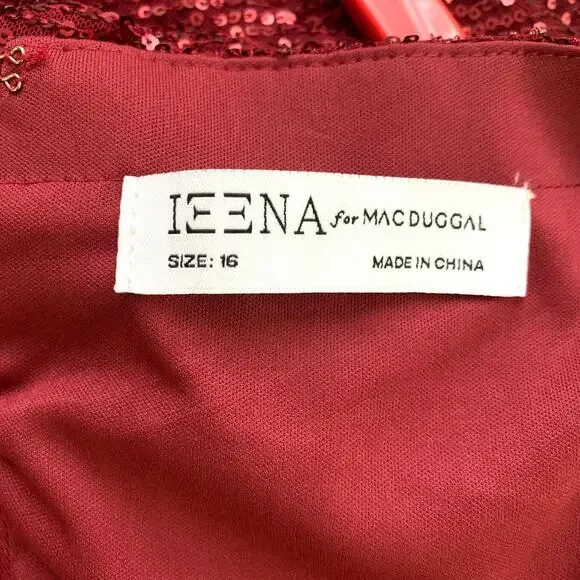 IEENA for MAC DUGGAL
SIZE: 16 MADE IN CHINA